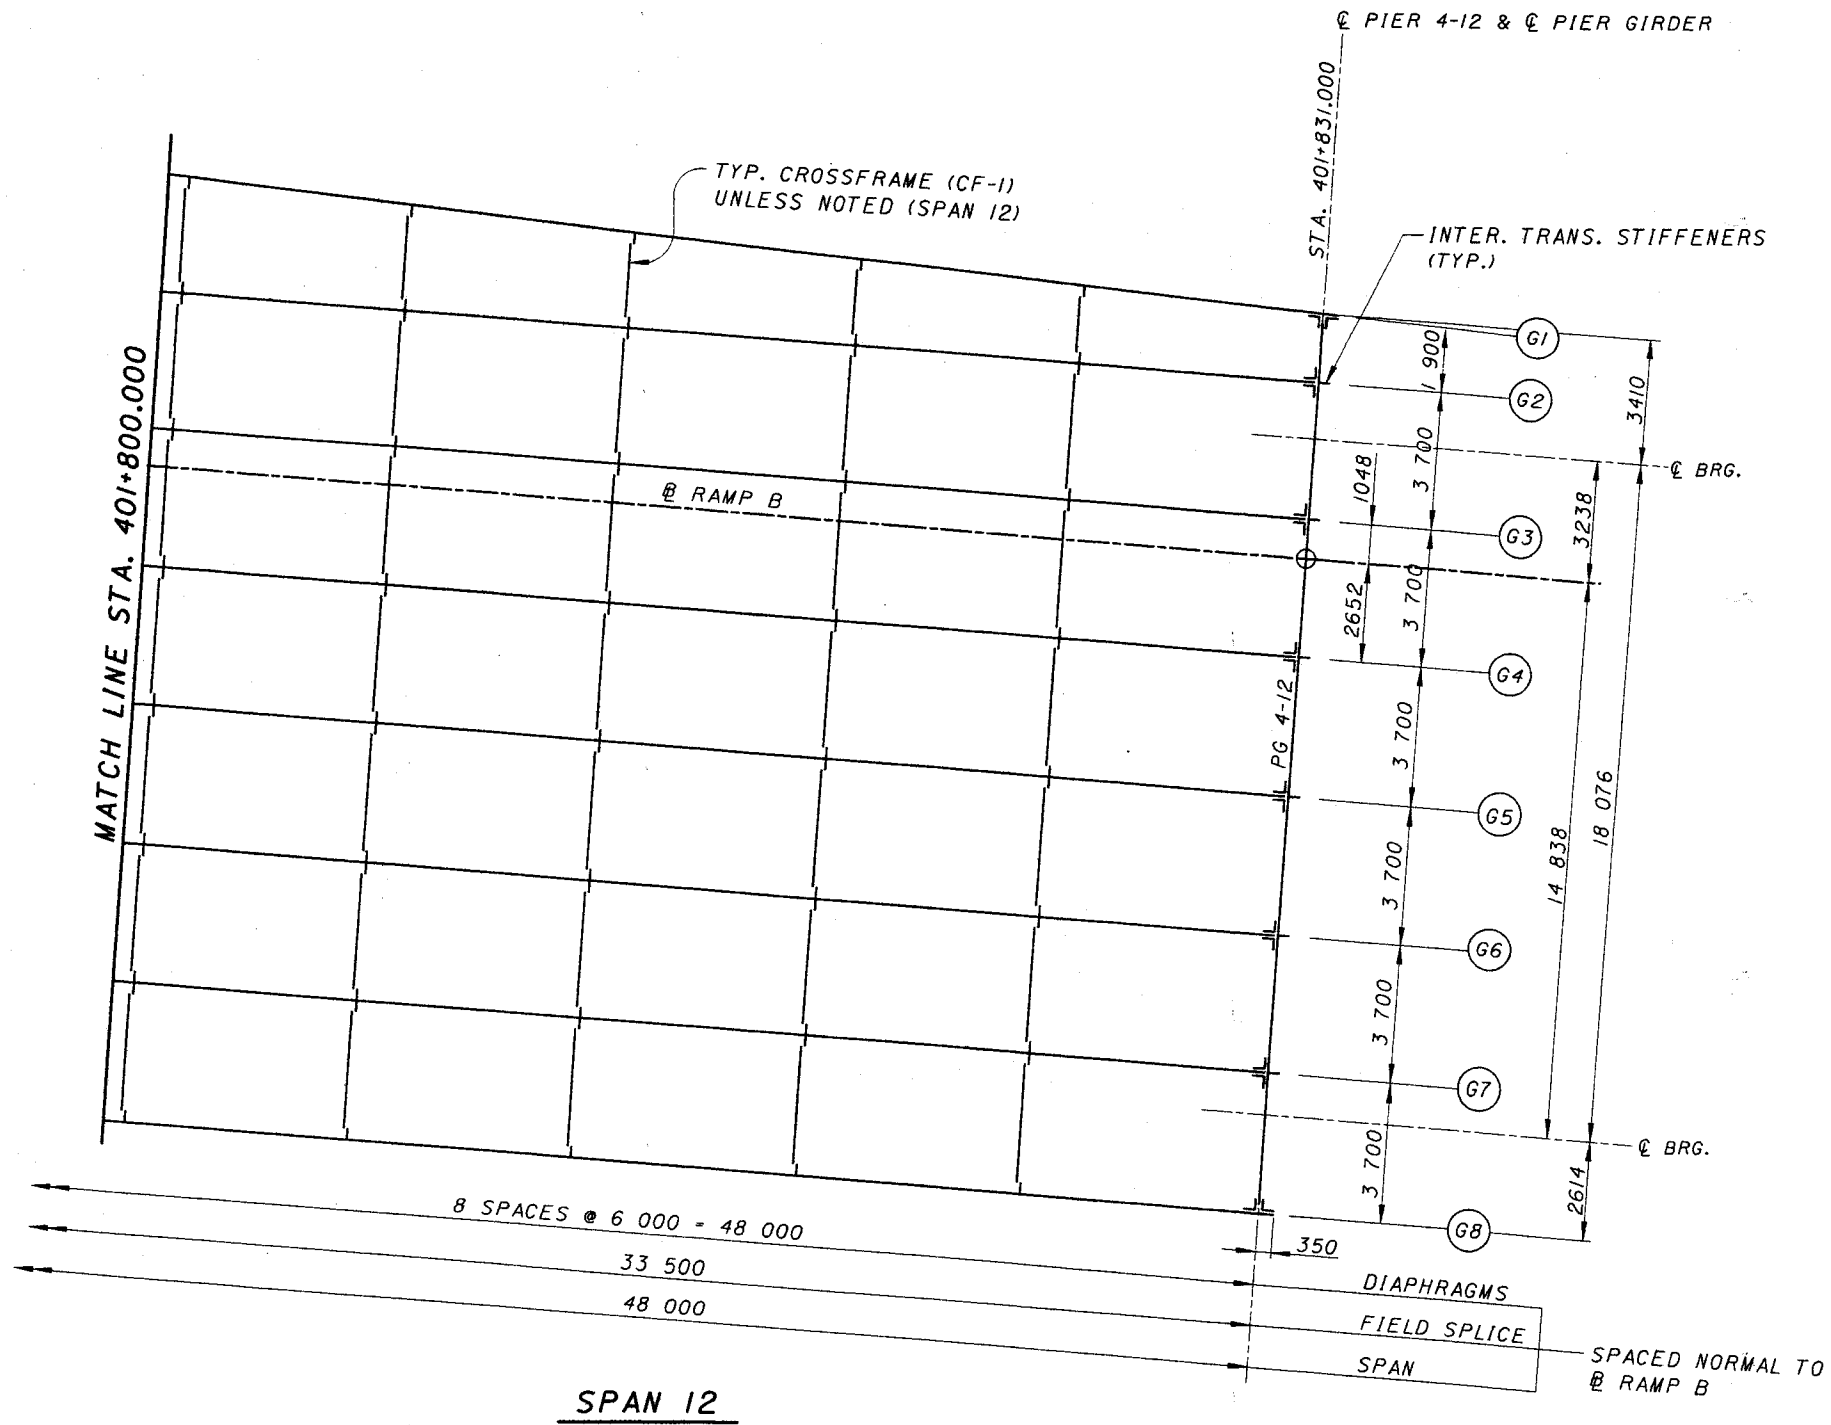 ℄ PIER 4-12 & ℄ PIER GIRDER
STA. 401+831.000
TYP. CROSSFRAME (CF-1)
UNLESS NOTED (SPAN 12)
INTER. TRANS. STIFFENERS
(TYP.)
MATCH LINE STA. 401+800.000
G1
1 900
G2
3410
3 700
℄ BRG.
1048
3238
G3
RAMP B
2652
3 700
G4
PG 4-12
3 700
18 076
G5
14 838
3 700
G6
3 700
G7
℄ BRG.
3 700
2614
G8
350
8 SPACES @ 6 000 = 48 000
DIAPHRAGMS
33 500
FIELD SPLICE
48 000
SPAN
SPACED NORMAL TO
RAMP B
SPAN 12